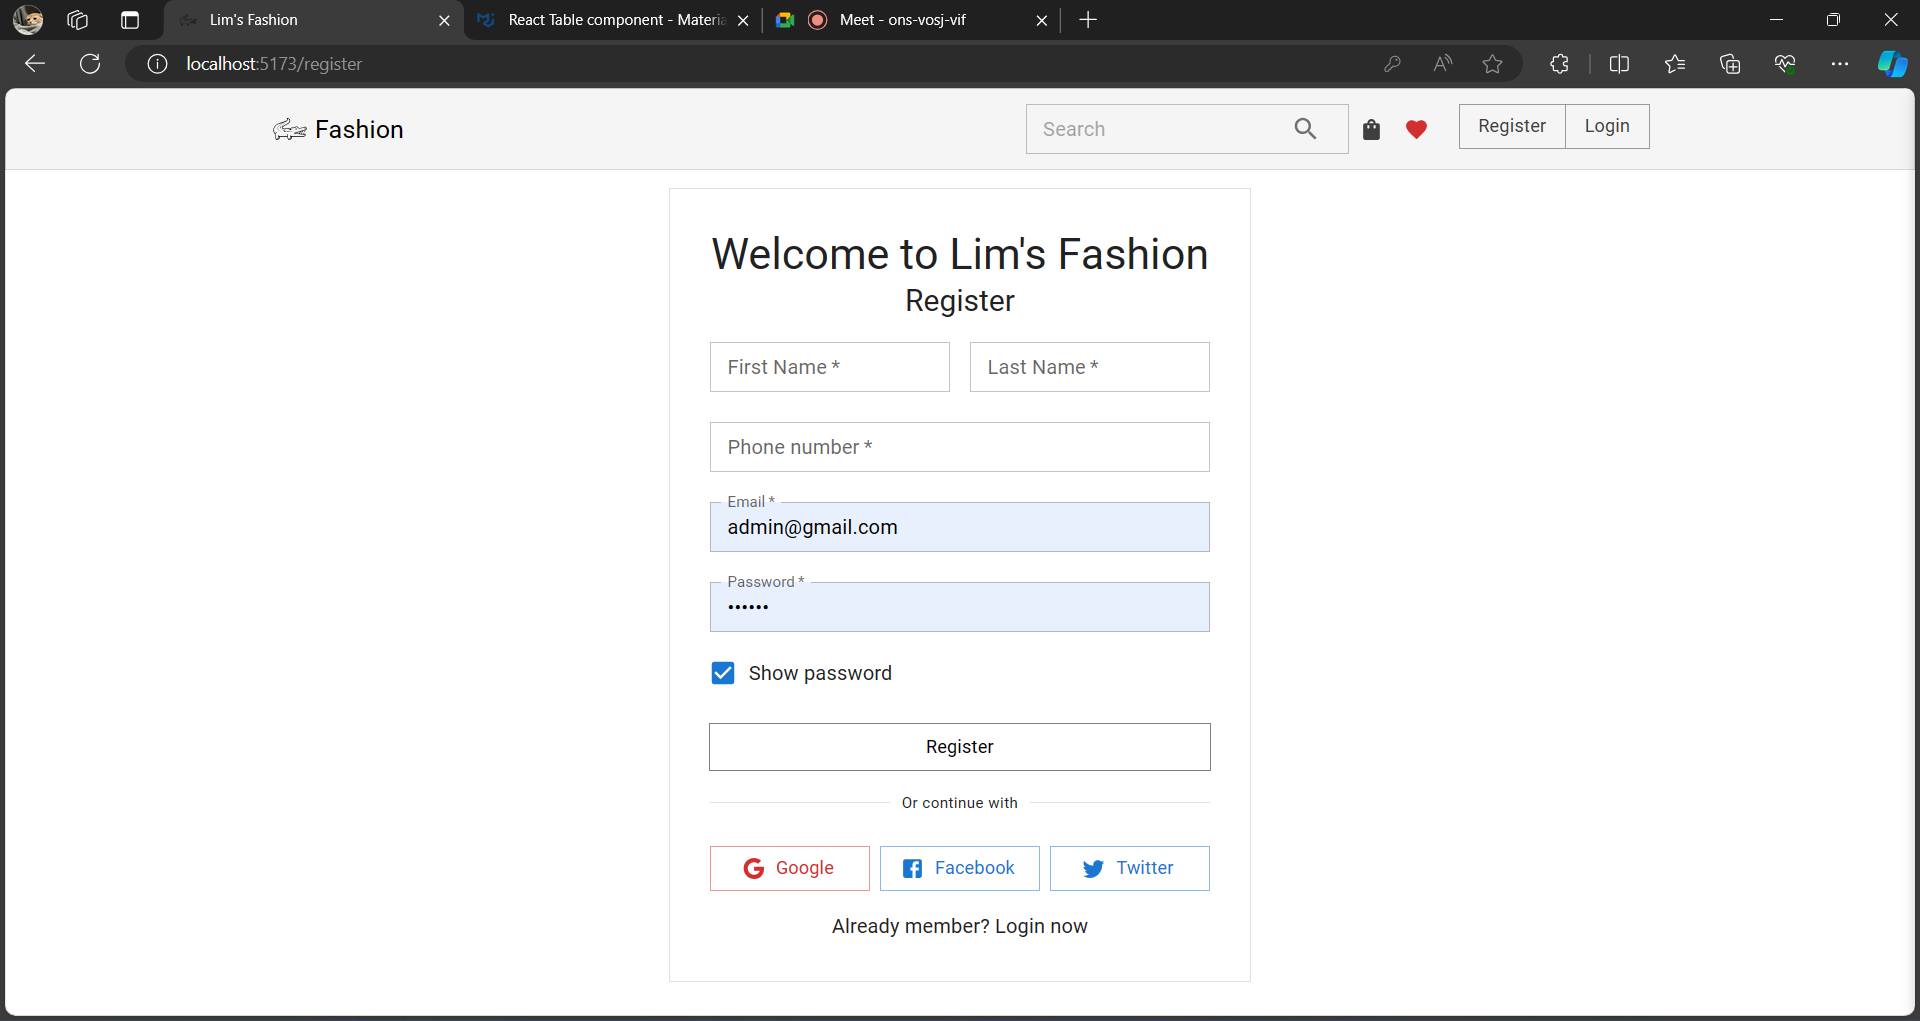 Lim's Fashion
React Table component - Materia
Meet - ons-vosj-vif
localhost:5173/register
Fashion
Search
Register
Login
Welcome to Lim's Fashion
Register
First Name *
Last Name *
Phone number *
Email *
admin@gmail.com
Password *
••••••
Show password
Register
Or continue with
Google
Facebook
Twitter
Already member? Login now